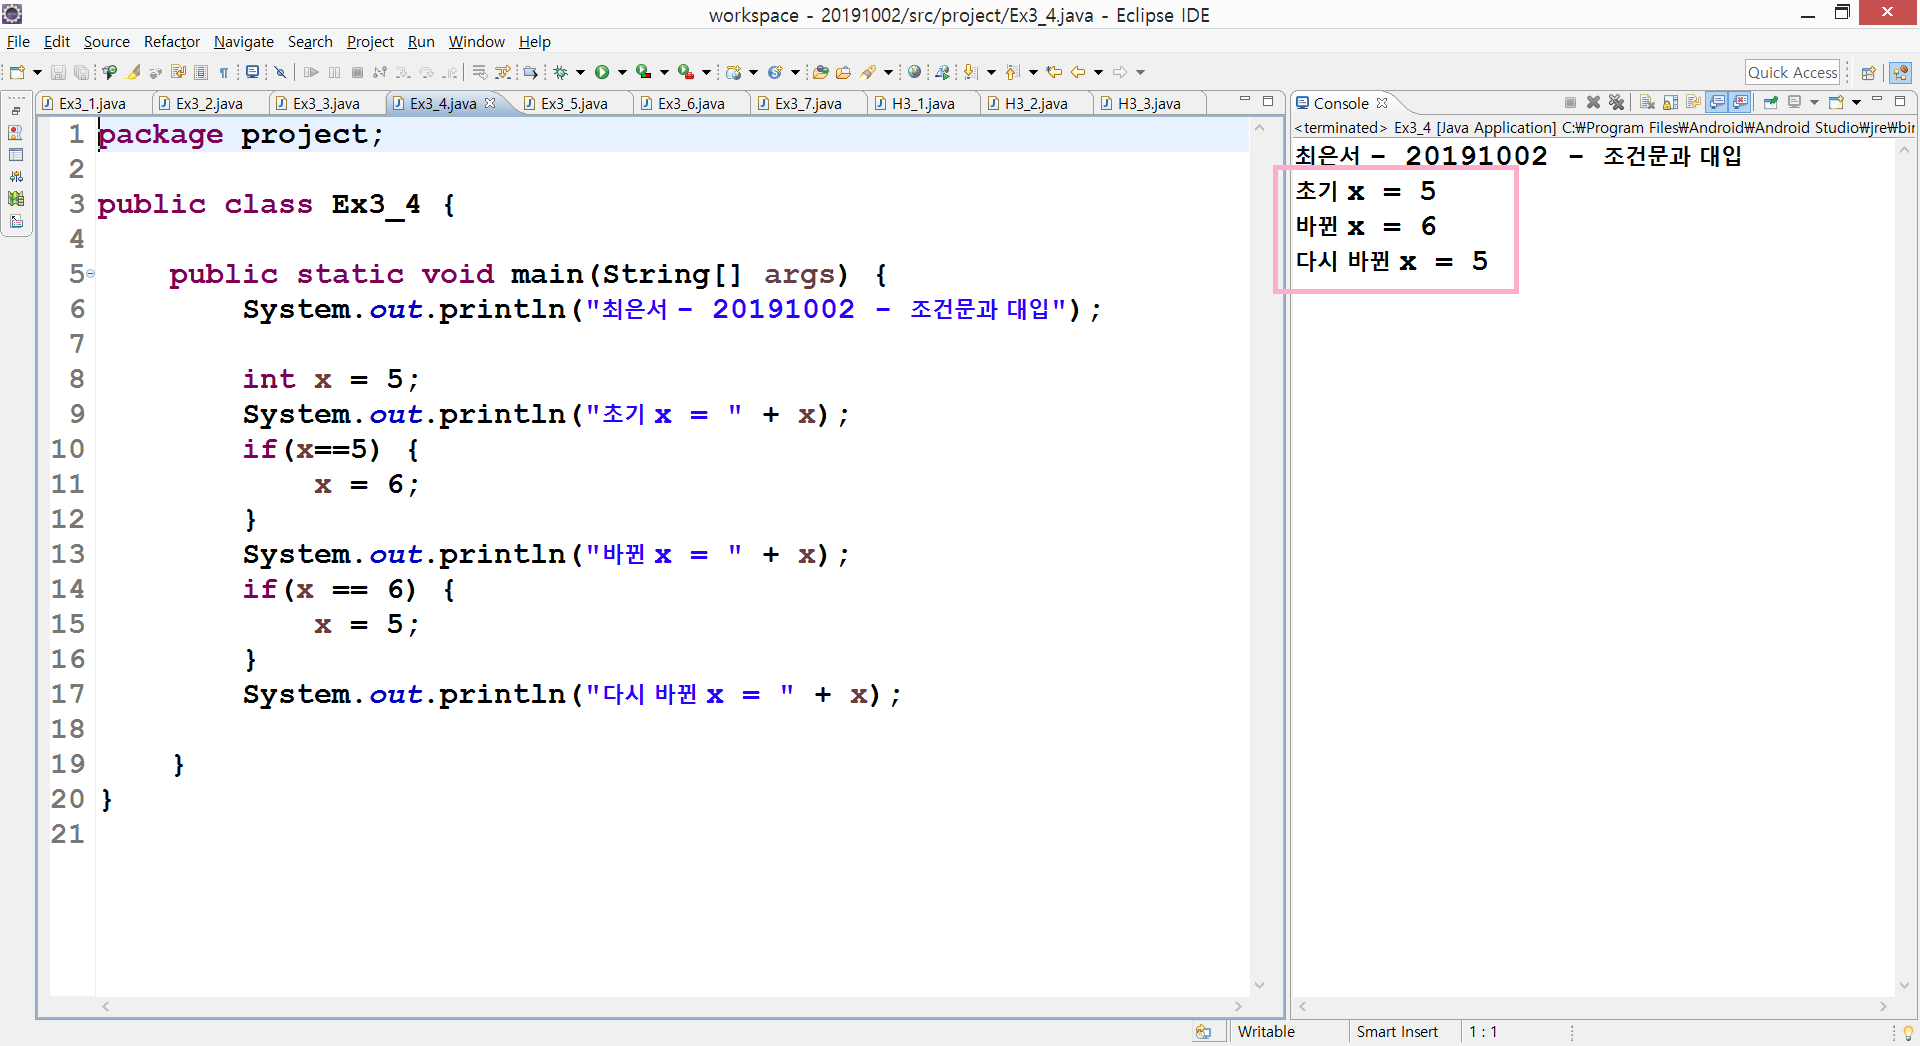 workspace - 20191002/src/project/Ex3_4.java - Eclipse IDE
File Edit Source Refactor Navigate Search Project Run Window Help
Quick Access
Ex3_1.java Ex3_2.java Ex3_3.java Ex3_4.java Ex3_5.java Ex3_6.java Ex3_7.java H3_1.java H3_2.java H3_3.java
1 package project;
2
3 public class Ex3_4 {
4
5     public static void main(String[] args) {
6         System.out.println("최은서 - 20191002 - 조건문과 대입");
7
8         int x = 5;
9         System.out.println("초기 x = " + x);
10         if(x==5) {
11             x = 6;
12         }
13         System.out.println("바뀐 x = " + x);
14         if(x == 6) {
15             x = 5;
16         }
17         System.out.println("다시 바뀐 x = " + x);
18
19     }
20 }
21
Console
<terminated> Ex3_4 [Java Application] C:₩Program Files₩Android₩Android Studio₩jre₩bin
최은서 - 20191002 - 조건문과 대입
초기 x = 5
바뀐 x = 6
다시 바뀐 x = 5
Writable Smart Insert 1 : 1